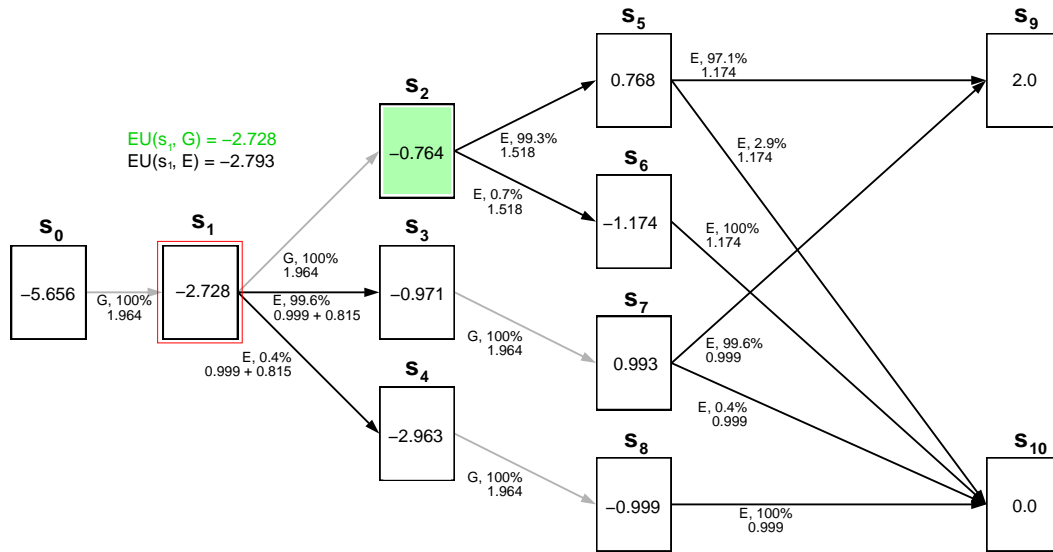 s5
s9
E, 97.1%
1.174
0.768
2.0
s2
EU(s1, G) = −2.728
EU(s1, E) = −2.793
−0.764
E, 99.3%
1.518
E, 2.9%
1.174
s6
E, 0.7%
1.518
−1.174
E, 100%
1.174
s0
s1
s3
G, 100%
1.964
−5.656
G, 100%
1.964
−2.728
E, 99.6%
0.999 + 0.815
−0.971
s7
G, 100%
1.964
E, 99.6%
0.999
0.993
E, 0.4%
0.999 + 0.815
s4
−2.963
E, 0.4%
0.999
s8
s10
G, 100%
1.964
−0.999
E, 100%
0.999
0.0